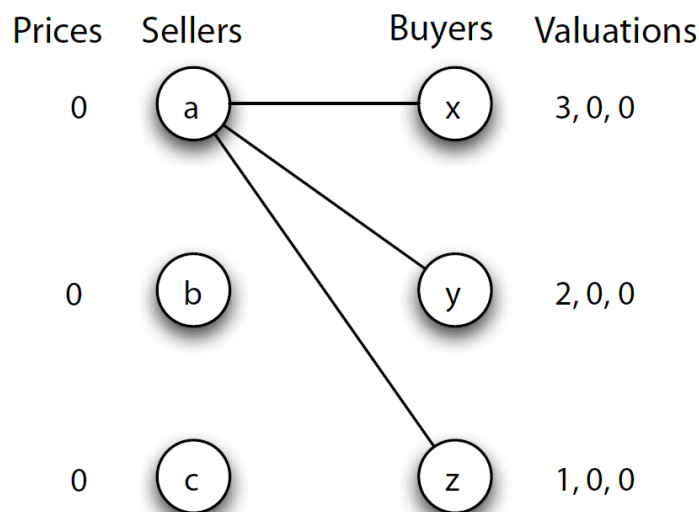 Prices Sellers Buyers Valuations
0 a x 3, 0, 0
0 b y 2, 0, 0
0 c z 1, 0, 0